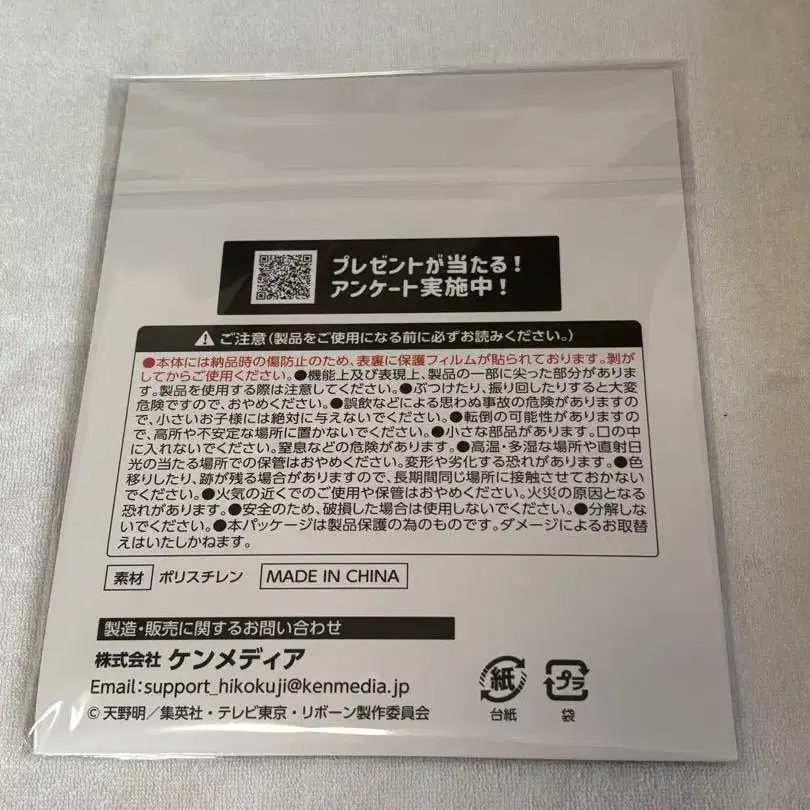 プレゼントが当たる！
アンケート実施中！
ご注意（製品をご使用になる前に必ずお読みください。）
●本体には納品時の傷防止のため、表裏に保護フィルムが貼られております。剝が
してからご使用ください。●機能上及び表現上、製品の一部に尖った部分がありま
す。製品を使用する際は注意してください。●ぶつけたり、振り回したりすると大変
危険ですので、おやめください。●誤飲などによる思わぬ事故の危険がありますの
で、小さいお子様には絶対に与えないでください。●転倒の可能性がありますの
で、高所や不安定な場所に置かないでください。●小さな部品があります。口の中
に入れないでください。窒息などの危険があります。●高温・多湿な場所や直射日
光の当たる場所での保管はおやめください。変形や劣化する恐れがあります。●色
移りしたり、跡が残る場合がありますので、長期間同じ場所に接触させておかない
でください。●火気の近くでのご使用や保管はおやめください。火災の原因となる
恐れがあります。●安全のため、破損した場合は使用しないでください。●分解しな
いでください。●本パッケージは製品保護の為のものです。ダメージによるお取替
えはいたしかねます。
素材 ポリスチレン MADE IN CHINA
製造・販売に関するお問い合わせ
株式会社 ケンメディア
Email:support_hikokuji@kenmedia.jp
© 天野明／集英社・テレビ東京・リボーン製作委員会
紙 プラ
台紙 袋